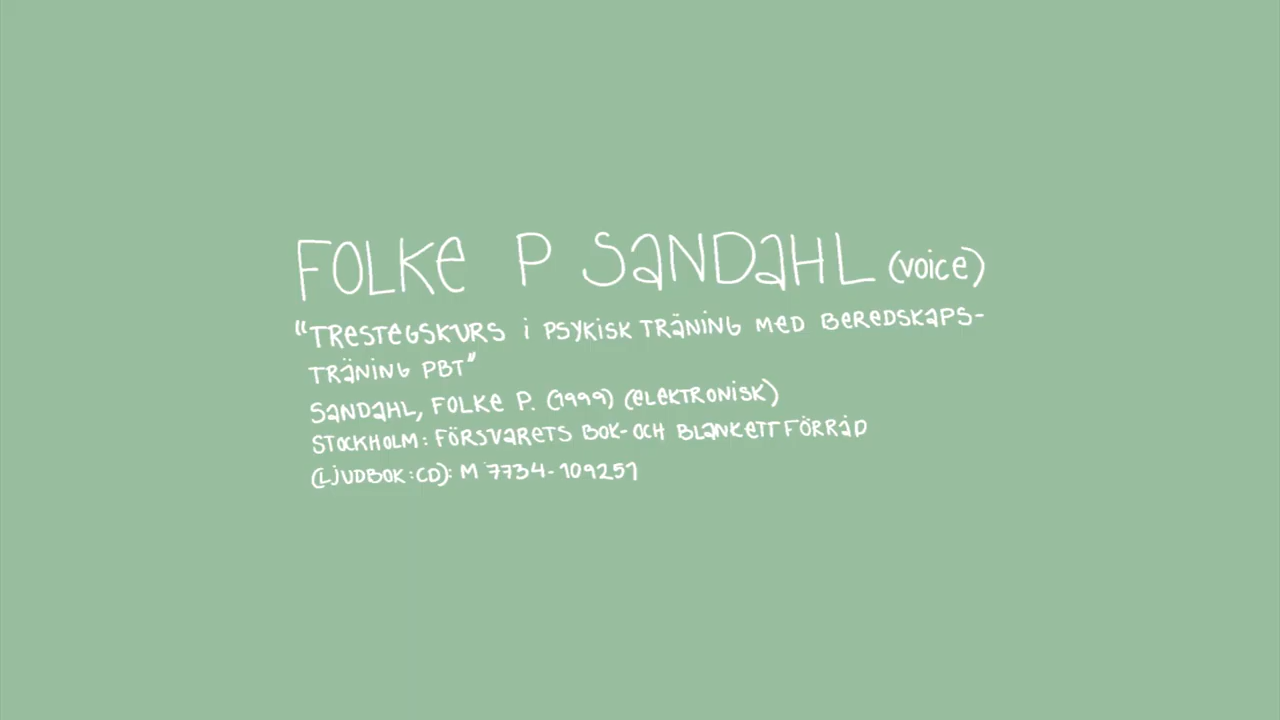 FOLKe P SaNDaHL (voice)
"TReSTeGSKURS i PSYKiSK TRäNiNG MeD BeReDSKaPS-
TRäNiNG PBT"
SaNDaHL, FOLKe P. (1999) (eLeKTRONiSK)
STOCKHOLM: FÖRSVaReTS BOK- OCH BLaNKeTTFÖRRåD
(LJUDBOK:CD): M 7734-109251